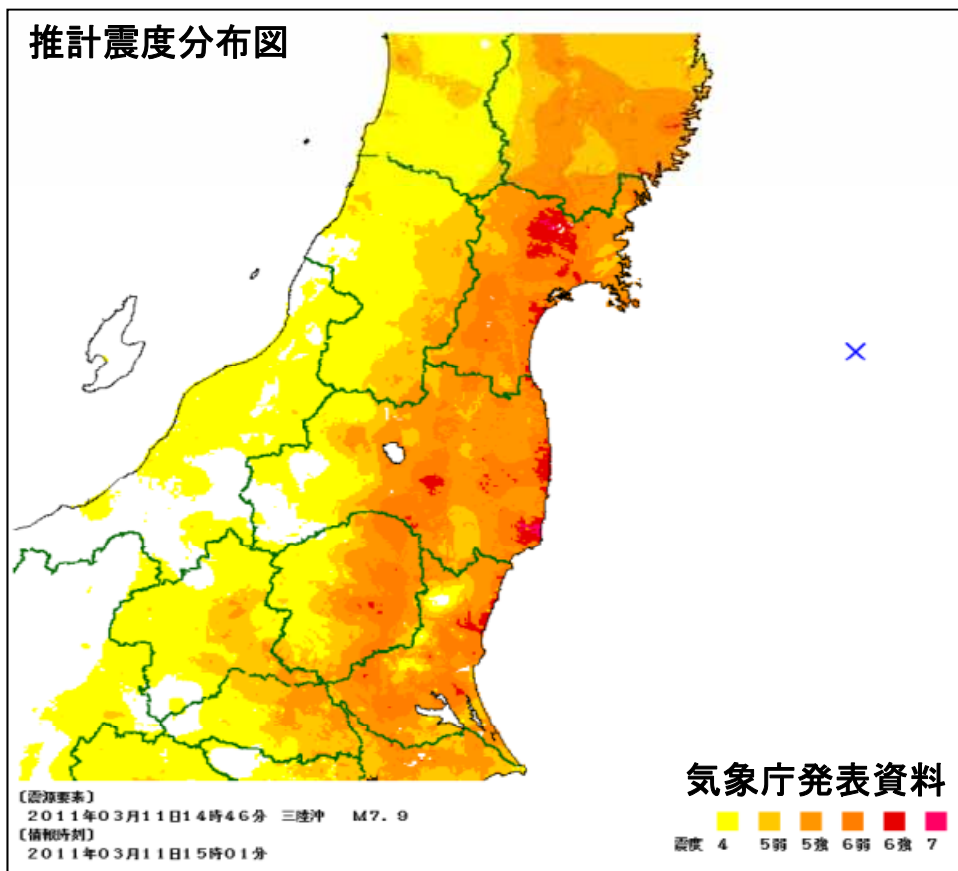 推計震度分布図
[震源要素]
2011年03月11日14時46分 三陸沖 M7.9
[情報時刻]
2011年03月11日15時01分
気象庁発表資料
震度 4 5弱 5強 6弱 6強 7